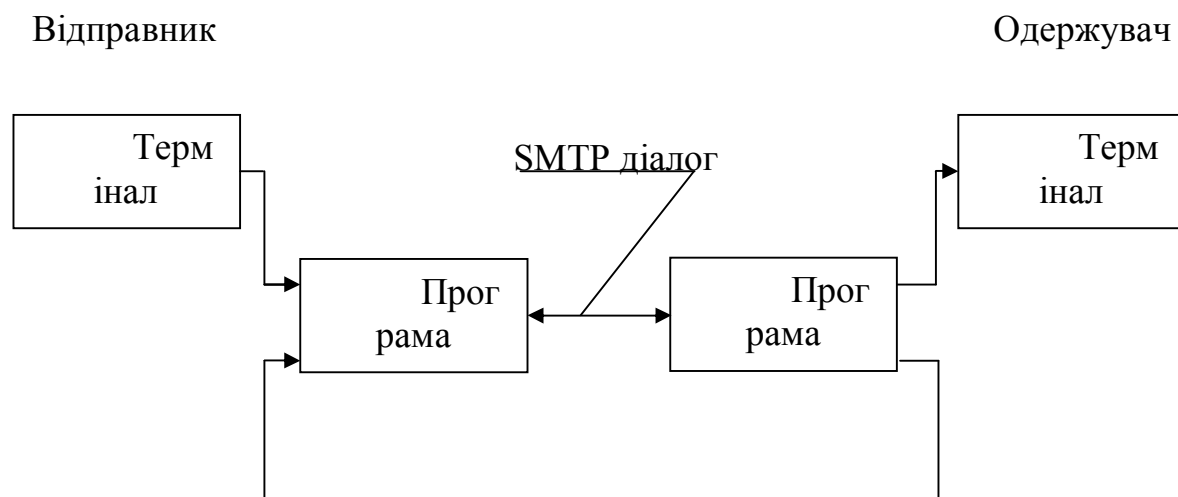 Відправник
Одержувач
Терм
інал
SMTP діалог
Терм
інал
Прог
рама
Прог
рама